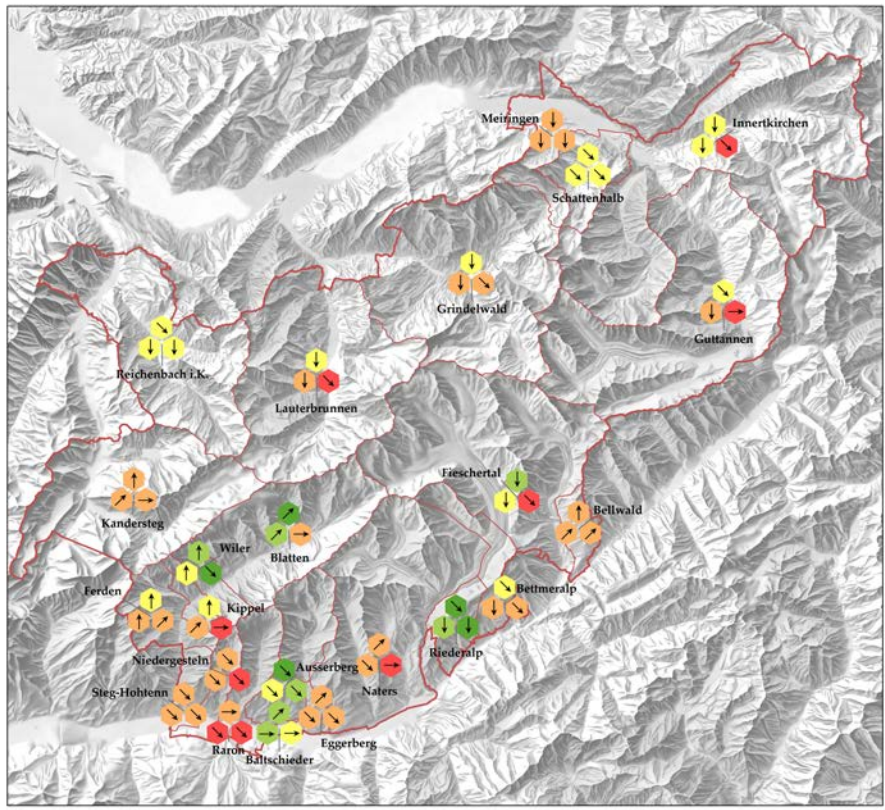 Meiringen
Innertkirchen
Schattenhalb
Grindelwald
Guttannen
Reichenbach i.K.
Lauterbrunnen
Fieschertal
Bellwald
Kandersteg
Wiler
Blatten
Ferden
Kippel
Bettmeralp
Riederalp
Niedergesteln
Ausserberg
Steg-Hohtenn
Naters
Raron
Baltschieder
Eggerberg